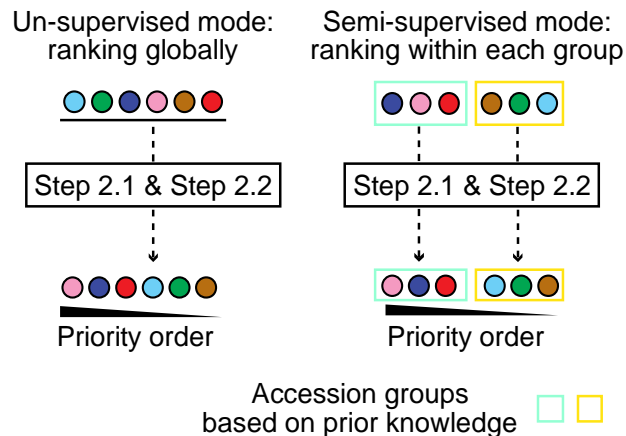 Un-supervised mode:
ranking globally
Step 2.1 & Step 2.2
Priority order
Semi-supervised mode:
ranking within each group
Step 2.1 & Step 2.2
Priority order
Accession groups
based on prior knowledge